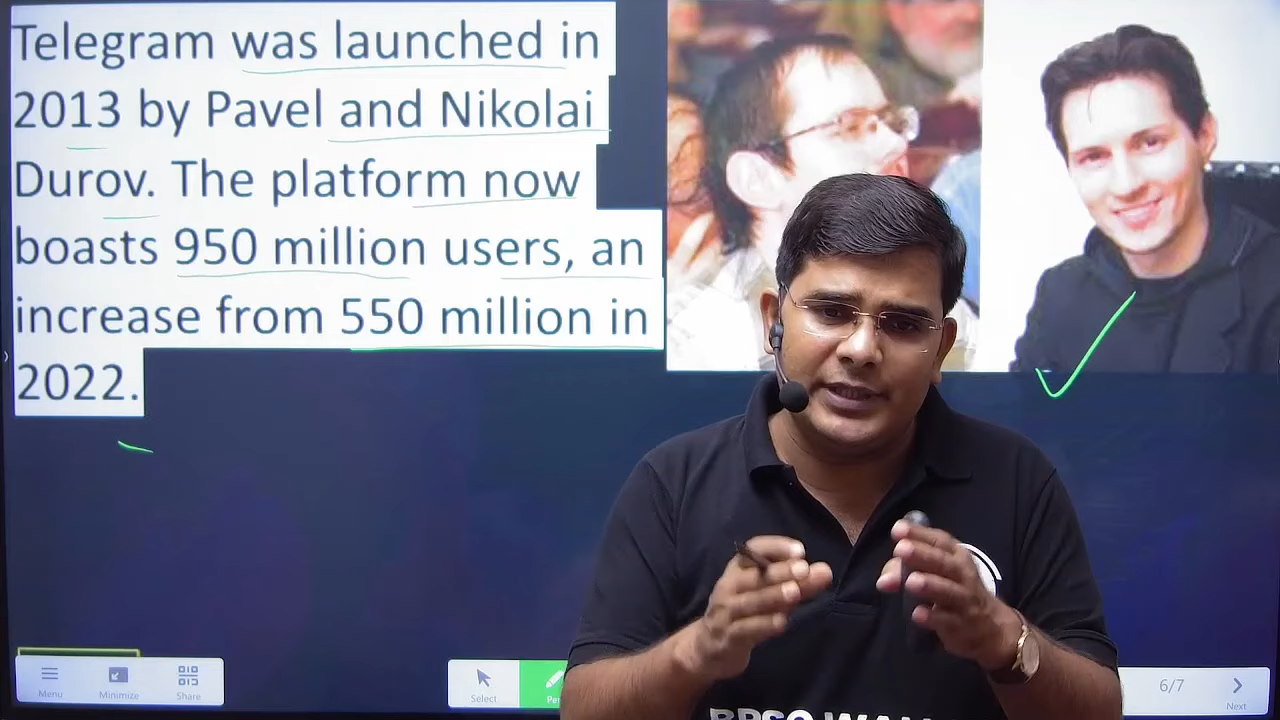 Telegram was launched in
2013 by Pavel and Nikolai
Durov. The platform now
boasts 950 million users, an
increase from 550 million in
2022.
Menu
Minimize
Share
Select
6/7
Next